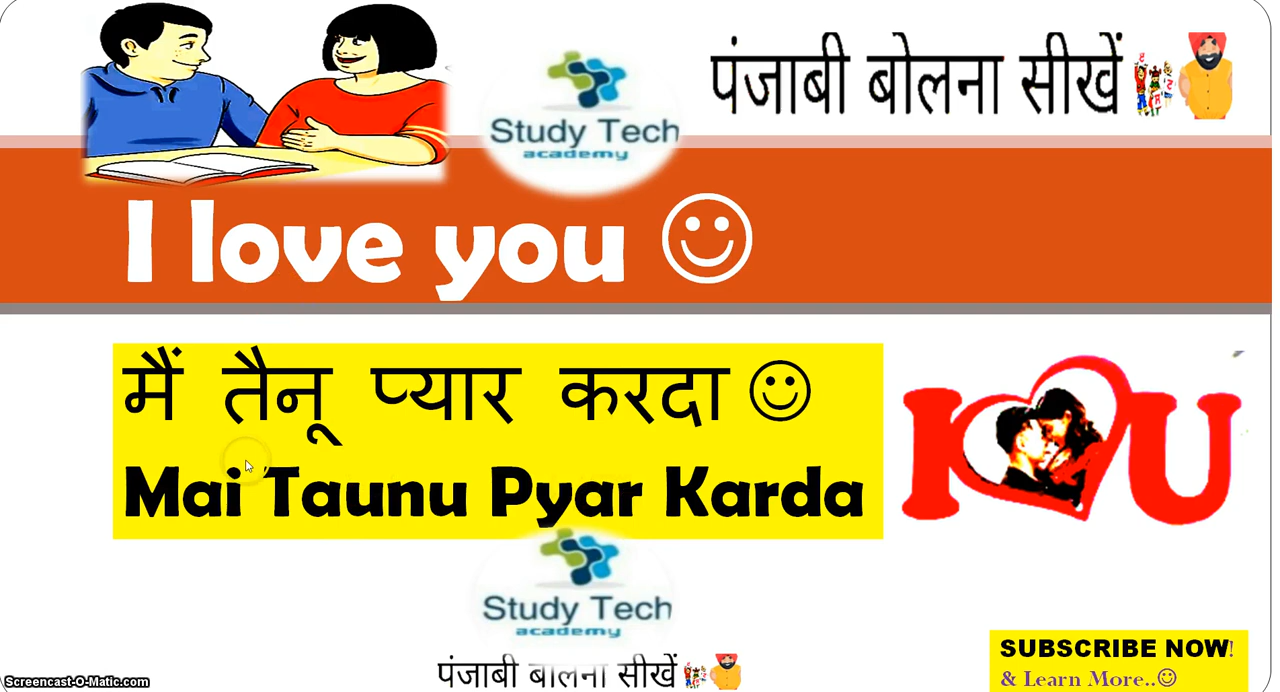 पंजाबी बोलना सीखें
Study Tech
academy
I love you ☺
मैं तैनू प्यार करदा ☺
Mai Taunu Pyar Karda
I U
Study Tech
academy
पंजाबी बोलना सीखें
SUBSCRIBE NOW!
& Learn More..☺
Screencast-O-Matic.com